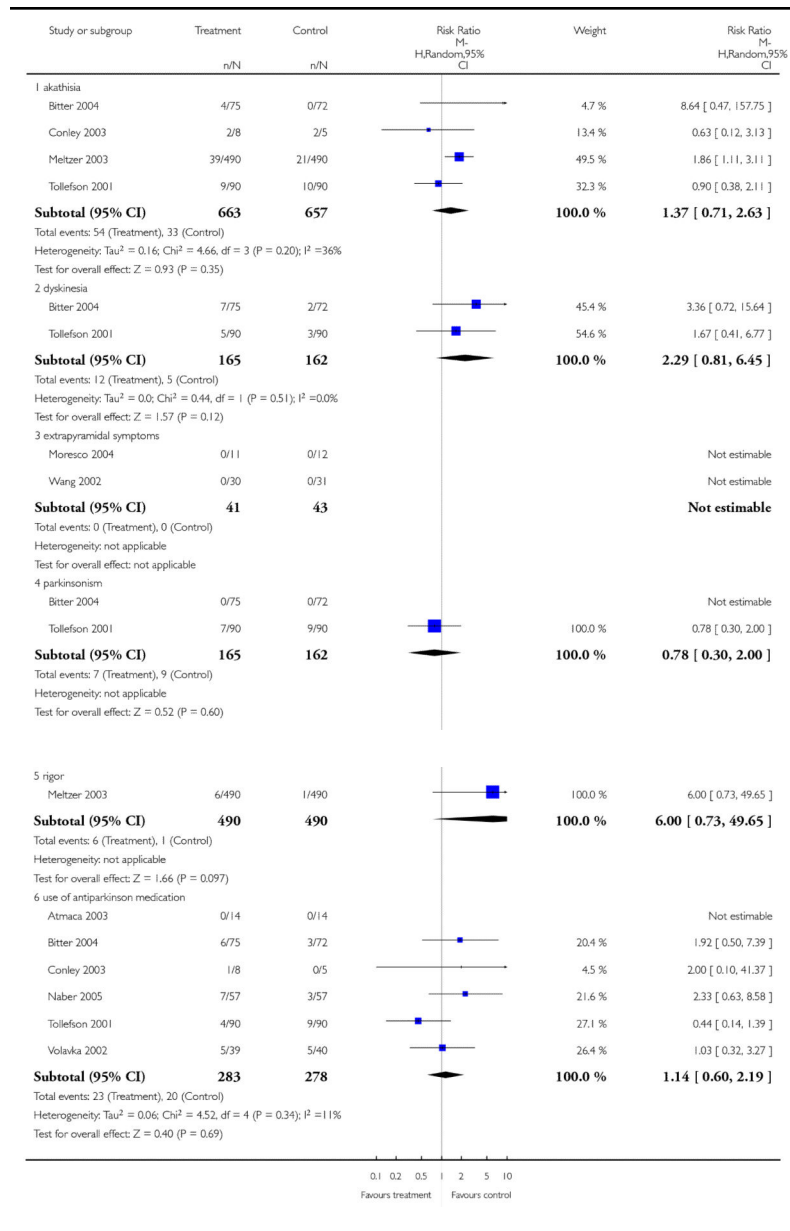 Study or subgroup Treatment Control Risk Ratio Weight Risk Ratio
M- M-
H,Random,95% H,Random,95%
n/N n/N CI CI
1 akathisia
Bitter 2004 4/75 0/72 4.7 % 8.64 [ 0.47, 157.75 ]
Conley 2003 2/8 2/5 13.4 % 0.63 [ 0.12, 3.13 ]
Meltzer 2003 39/490 21/490 49.5 % 1.86 [ 1.11, 3.11 ]
Tollefson 2001 9/90 10/90 32.3 % 0.90 [ 0.38, 2.11 ]
Subtotal (95% CI) 663 657 100.0 % 1.37 [ 0.71, 2.63 ]
Total events: 54 (Treatment), 33 (Control)
Heterogeneity: Tau² = 0.16; Chi² = 4.66, df = 3 (P = 0.20); I² =36%
Test for overall effect: Z = 0.93 (P = 0.35)
2 dyskinesia
Bitter 2004 7/75 2/72 45.4 % 3.36 [ 0.72, 15.64 ]
Tollefson 2001 5/90 3/90 54.6 % 1.67 [ 0.41, 6.77 ]
Subtotal (95% CI) 165 162 100.0 % 2.29 [ 0.81, 6.45 ]
Total events: 12 (Treatment), 5 (Control)
Heterogeneity: Tau² = 0.0; Chi² = 0.44, df = 1 (P = 0.51); I² =0.0%
Test for overall effect: Z = 1.57 (P = 0.12)
3 extrapyramidal symptoms
Moresco 2004 0/11 0/12 Not estimable
Wang 2002 0/30 0/31 Not estimable
Subtotal (95% CI) 41 43 Not estimable
Total events: 0 (Treatment), 0 (Control)
Heterogeneity: not applicable
Test for overall effect: not applicable
4 parkinsonism
Bitter 2004 0/75 0/72 Not estimable
Tollefson 2001 7/90 9/90 100.0 % 0.78 [ 0.30, 2.00 ]
Subtotal (95% CI) 165 162 100.0 % 0.78 [ 0.30, 2.00 ]
Total events: 7 (Treatment), 9 (Control)
Heterogeneity: not applicable
Test for overall effect: Z = 0.52 (P = 0.60)
5 rigor
Meltzer 2003 6/490 1/490 100.0 % 6.00 [ 0.73, 49.65 ]
Subtotal (95% CI) 490 490 100.0 % 6.00 [ 0.73, 49.65 ]
Total events: 6 (Treatment), 1 (Control)
Heterogeneity: not applicable
Test for overall effect: Z = 1.66 (P = 0.097)
6 use of antiparkinson medication
Atmaca 2003 0/14 0/14 Not estimable
Bitter 2004 6/75 3/72 20.4 % 1.92 [ 0.50, 7.39 ]
Conley 2003 1/8 0/5 4.5 % 2.00 [ 0.10, 41.37 ]
Naber 2005 7/57 3/57 21.6 % 2.33 [ 0.63, 8.58 ]
Tollefson 2001 4/90 9/90 27.1 % 0.44 [ 0.14, 1.39 ]
Volavka 2002 5/39 5/40 26.4 % 1.03 [ 0.32, 3.27 ]
Subtotal (95% CI) 283 278 100.0 % 1.14 [ 0.60, 2.19 ]
Total events: 23 (Treatment), 20 (Control)
Heterogeneity: Tau² = 0.06; Chi² = 4.52, df = 4 (P = 0.34); I² =11%
Test for overall effect: Z = 0.40 (P = 0.69)
0.1 0.2 0.5 1 2 5 10
Favours treatment Favours control